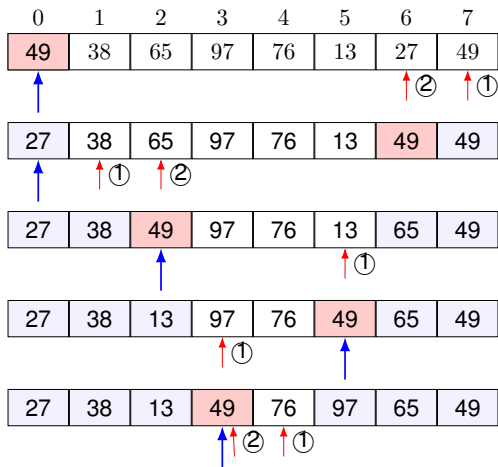 0 1 2 3 4 5 6 7
49 38 65 97 76 13 27 49
② ①
27 38 65 97 76 13 49 49
① ②
27 38 49 97 76 13 65 49
①
27 38 13 97 76 49 65 49
①
27 38 13 49 76 97 65 49
② ①